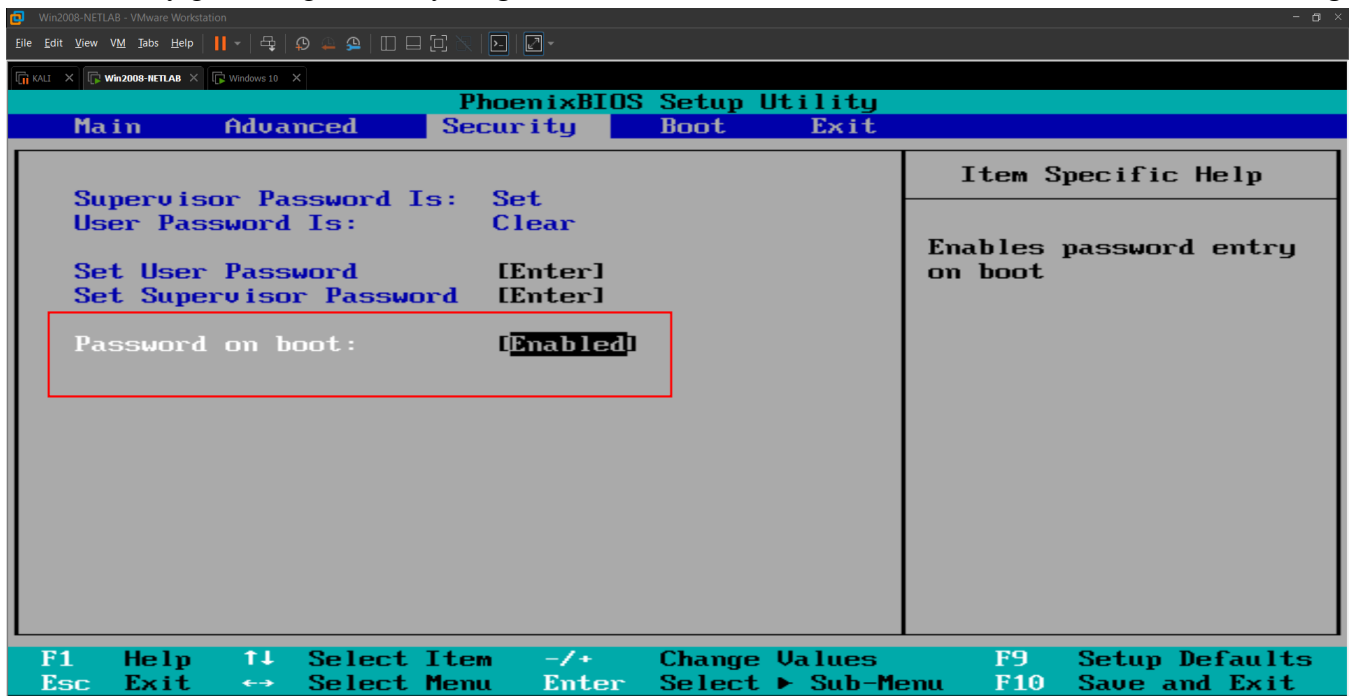 Win2008-NETLAB - VMware Workstation
File Edit View VM Tabs Help
KALI Win2008-NETLAB Windows 10
PhoenixBIOS Setup Utility
Main Advanced Security Boot Exit
Supervisor Password Is: Set
User Password Is: Clear
Set User Password [Enter]
Set Supervisor Password [Enter]
Password on boot: [Enabled]
Item Specific Help
Enables password entry
on boot
F1 Help ↑↓ Select Item -/+ Change Values F9 Setup Defaults
Esc Exit ↔ Select Menu Enter Select ▶ Sub-Menu F10 Save and Exit